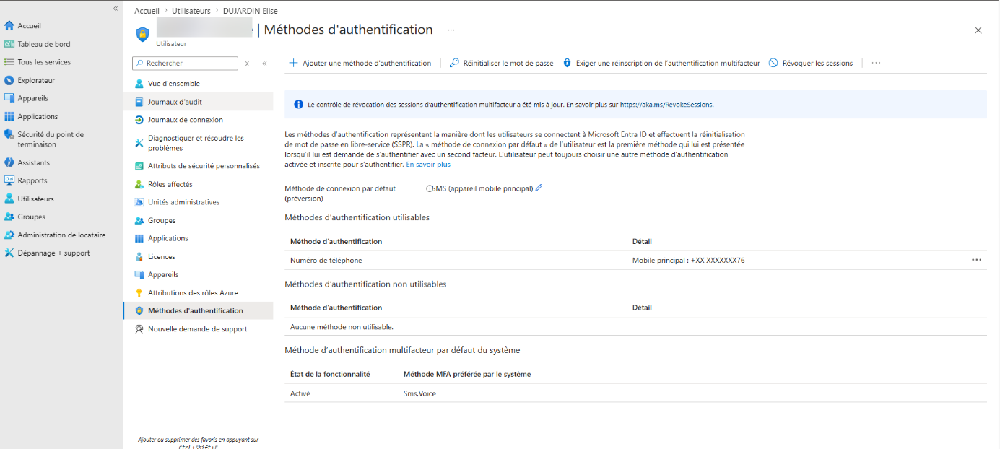 «
Accueil
Tableau de bord
Tous les services
Explorateur
Appareils
Applications
Sécurité du point de
terminaison
Assistants
Rapports
Utilisateurs
Groupes
Administration de locataire
Dépannage + support
Accueil > Utilisateurs > DUJARDIN Elise
| Méthodes d'authentification ...
Utilisateur
Rechercher
«
Vue d'ensemble
Journaux d'audit
Journaux de connexion
Diagnostiquer et résoudre les
problèmes
Attributs de sécurité personnalisés
Rôles affectés
Unités administratives
Groupes
Applications
Licences
Appareils
Attributions des rôles Azure
Méthodes d'authentification
Nouvelle demande de support
Ajouter ou supprimer des favoris en appuyant sur
Ctrl+Shift+F
Ajouter une méthode d'authentification
Réinitialiser le mot de passe
Exiger une réinscription de l'authentification multifacteur
Révoquer les sessions
...
Le contrôle de révocation des sessions d'authentification multifacteur a été mis à jour. En savoir plus sur https://aka.ms/RevokeSessions.
Les méthodes d'authentification représentent la manière dont les utilisateurs se connectent à Microsoft Entra ID et effectuent la réinitialisation
de mot de passe en libre-service (SSPR). La « méthode de connexion par défaut » de l'utilisateur est la première méthode qui lui est présentée
lorsqu'il lui est demandé de s'authentifier avec un second facteur. L'utilisateur peut toujours choisir une autre méthode d'authentification
activée et inscrite pour s'authentifier. En savoir plus
Méthode de connexion par défaut
(préversion)
SMS (appareil mobile principal)
Méthodes d'authentification utilisables
Méthode d'authentification Détail
Numéro de téléphone Mobile principal : +XX XXXXXXX76 ...
Méthodes d'authentification non utilisables
Méthode d'authentification Détail
Aucune méthode non utilisable.
Méthode d'authentification multifacteur par défaut du système
État de la fonctionnalité Méthode MFA préférée par le système
Activé Sms,Voice